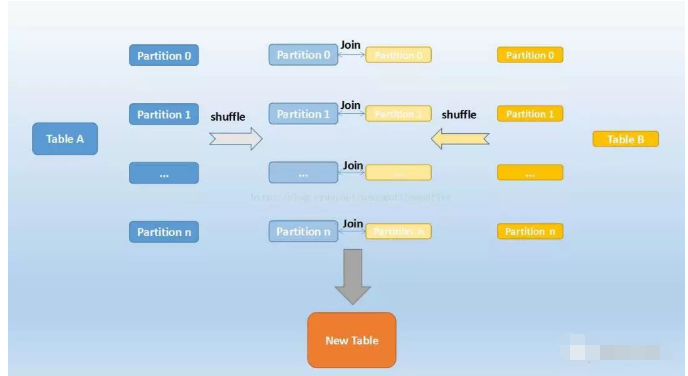 Partition 0
Partition 0
Join
Partition 0
Partition 0
Partition 1
shuffle
Partition 1
Join
Partition 1
shuffle
Partition 1
Table A
Table B
...
...
Join
...
...
Partition n
Partition n
Join
Partition n
Partition n
New Table